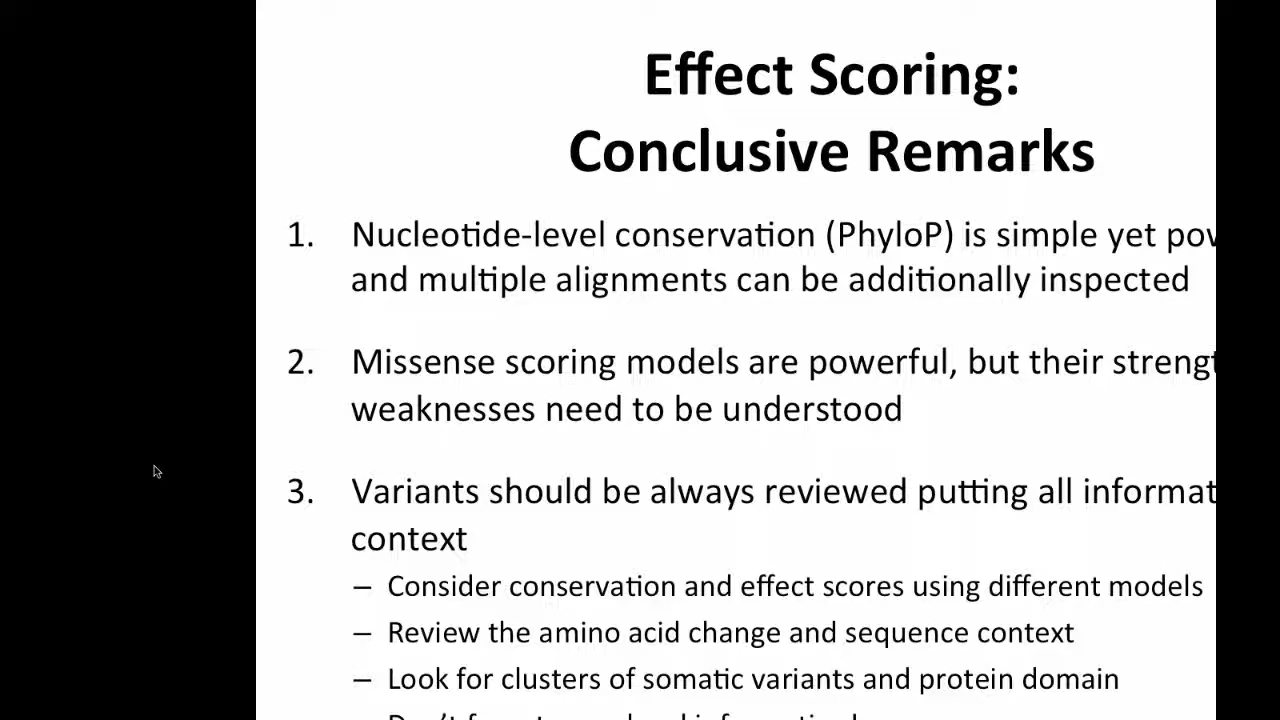 Effect Scoring:
Conclusive Remarks
1. Nucleotide-level conservation (PhyloP) is simple yet
and multiple alignments can be additionally inspected
2. Missense scoring models are powerful, but their
weaknesses need to be understood
3. Variants should be always reviewed putting all
context
– Consider conservation and effect scores using different models
– Review the amino acid change and sequence context
– Look for clusters of somatic variants and protein domain